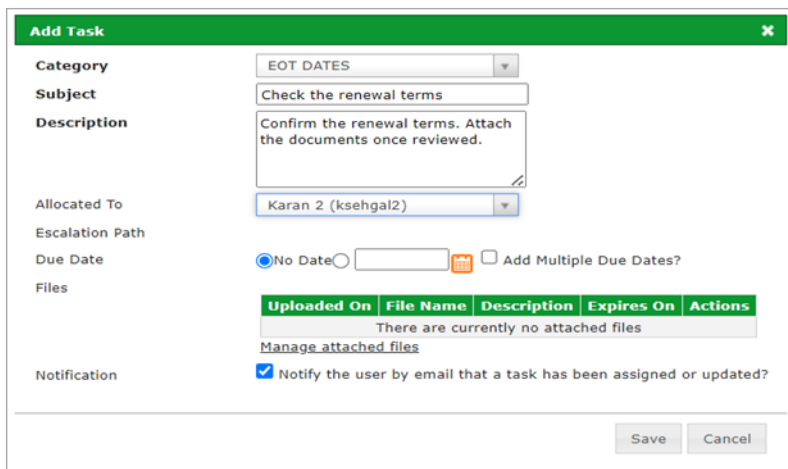 Add Task
Category EOT DATES
Subject Check the renewal terms
Description Confirm the renewal terms. Attach
the documents once reviewed.
Allocated To Karan 2 (ksehgal2)
Escalation Path
Due Date No Date Add Multiple Due Dates?
Files
Uploaded On File Name Description Expires On Actions
There are currently no attached files
Manage attached files
Notification Notify the user by email that a task has been assigned or updated?
Save Cancel